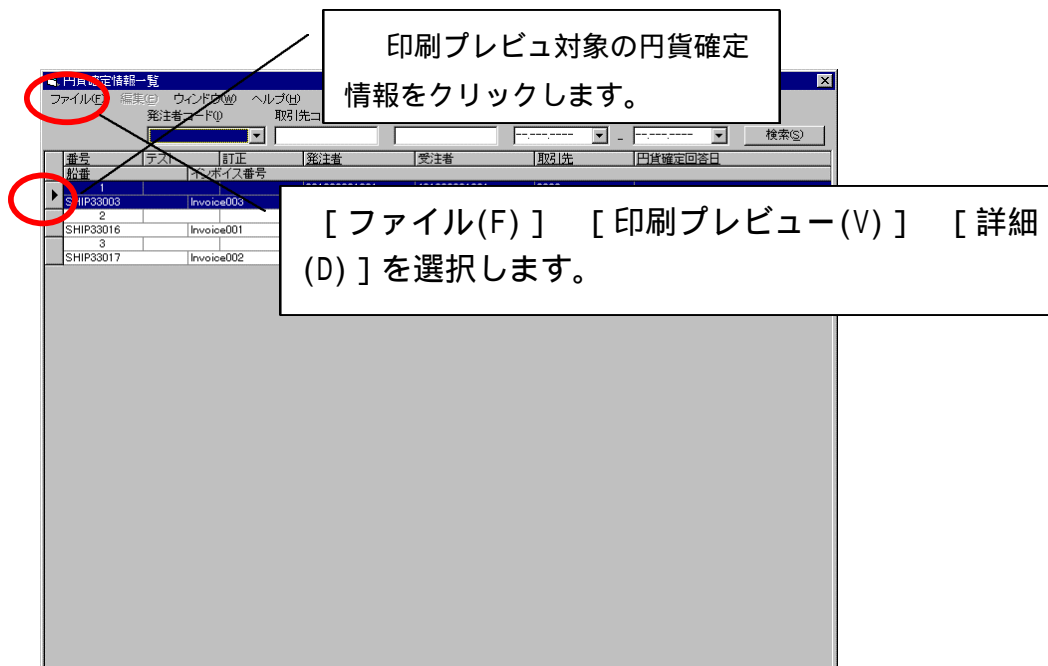 印刷プレビュ対象の円貨確定
情報をクリックします。
円貨確定情報一覧
ファイル(F) 編集(E) ウィンドウ(W) ヘルプ(H)
発注者コード(I) 取引先コ
--.---.---- - --.---.---- 検索(S)
番号 テスト 訂正 発注者 受注者 取引先 円貨確定回答日
船番 インボイス番号
1
SHIP33003 Invoice003
2
SHIP33016 Invoice001
3
SHIP33017 Invoice002
[ファイル(F)] [印刷プレビュー(V)] [詳細
(D)]を選択します。